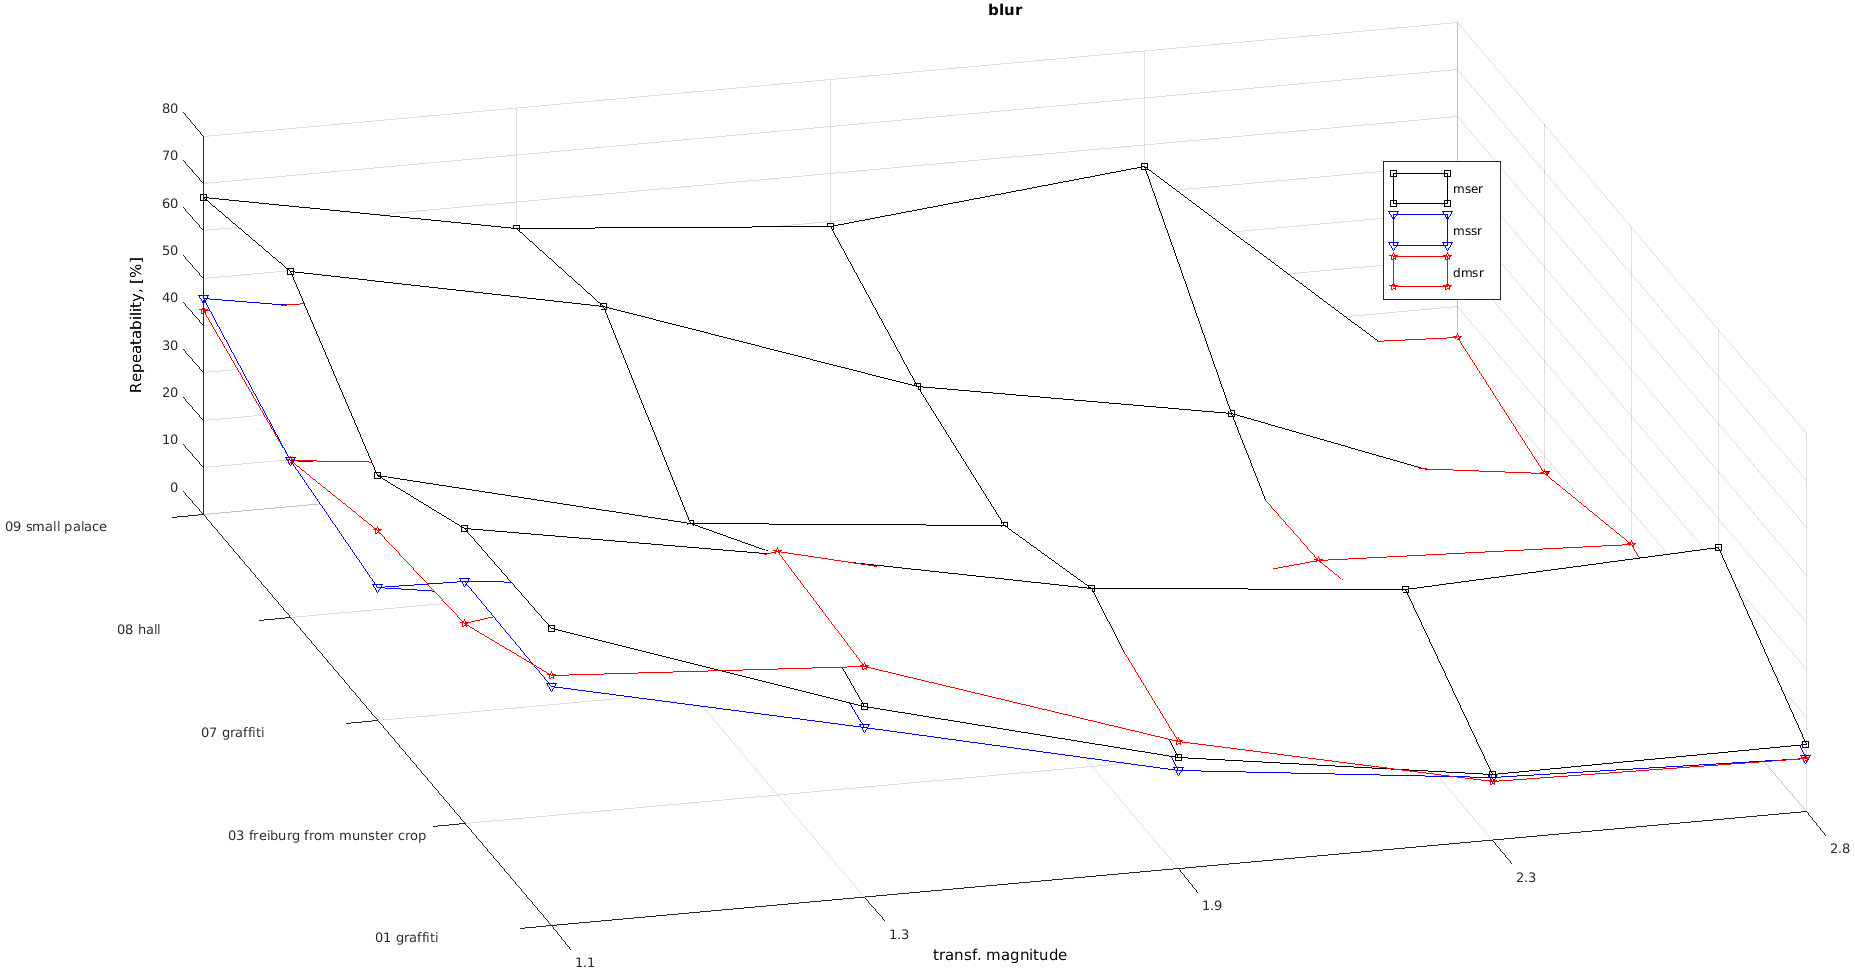 blur
80
70
60
50
40
30
20
10
0
Repeatability, [%]
mser
mssr
dmsr
09 small palace
08 hall
07 graffiti
03 freiburg from munster crop
01 graffiti
1.1
1.3
1.9
2.3
2.8
transf. magnitude